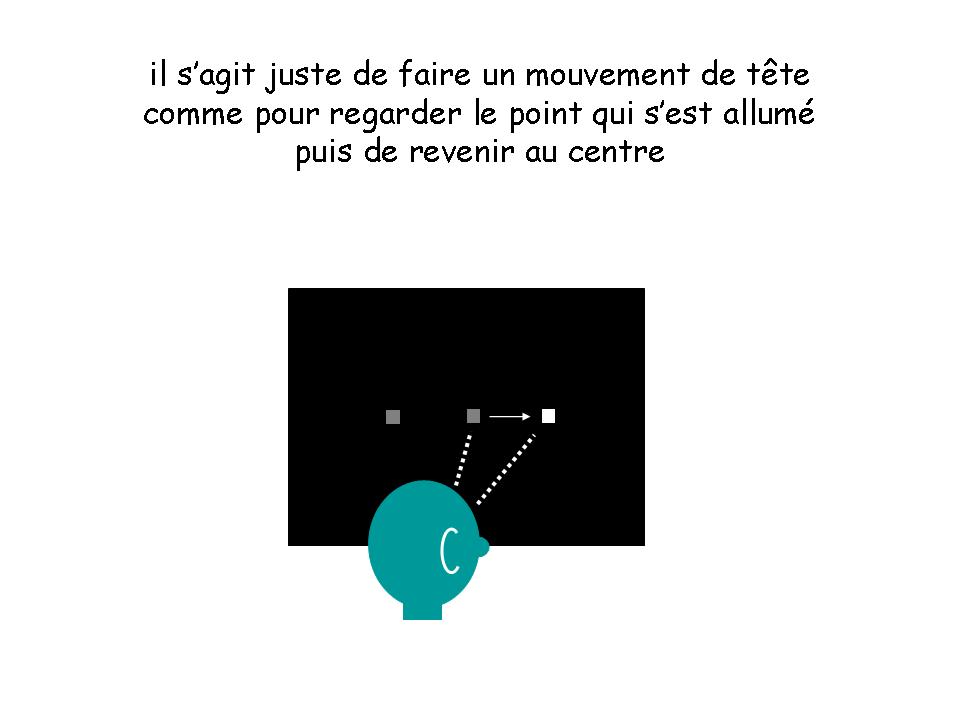 il s’agit juste de faire un mouvement de tête
comme pour regarder le point qui s’est allumé
puis de revenir au centre